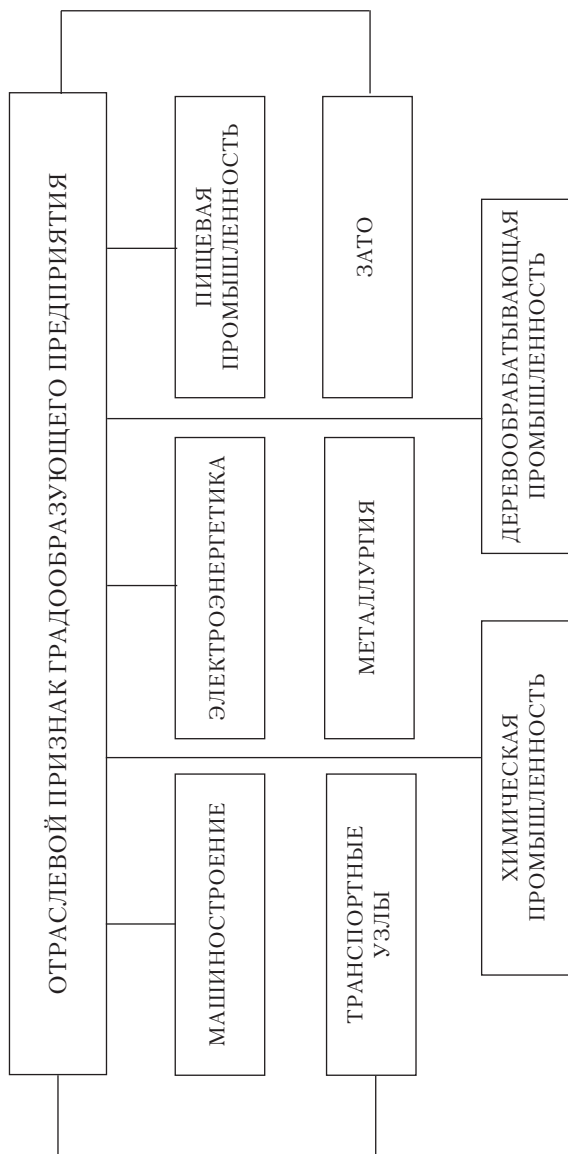 ОТРАСЛЕВОЙ ПРИЗНАК ГРАДООБРАЗУЮЩЕГО ПРЕДПРИЯТИЯ
МАШИНОСТРОЕНИЕ
ЭЛЕКТРОЭНЕРГЕТИКА
ПИЩЕВАЯ
ПРОМЫШЛЕННОСТЬ
ТРАНСПОРТНЫЕ
УЗЛЫ
МЕТАЛЛУРГИЯ
ЗАТО
ХИМИЧЕСКАЯ
ПРОМЫШЛЕННОСТЬ
ДЕРЕВООБРАБАТЫВАЮЩАЯ
ПРОМЫШЛЕННОСТЬ